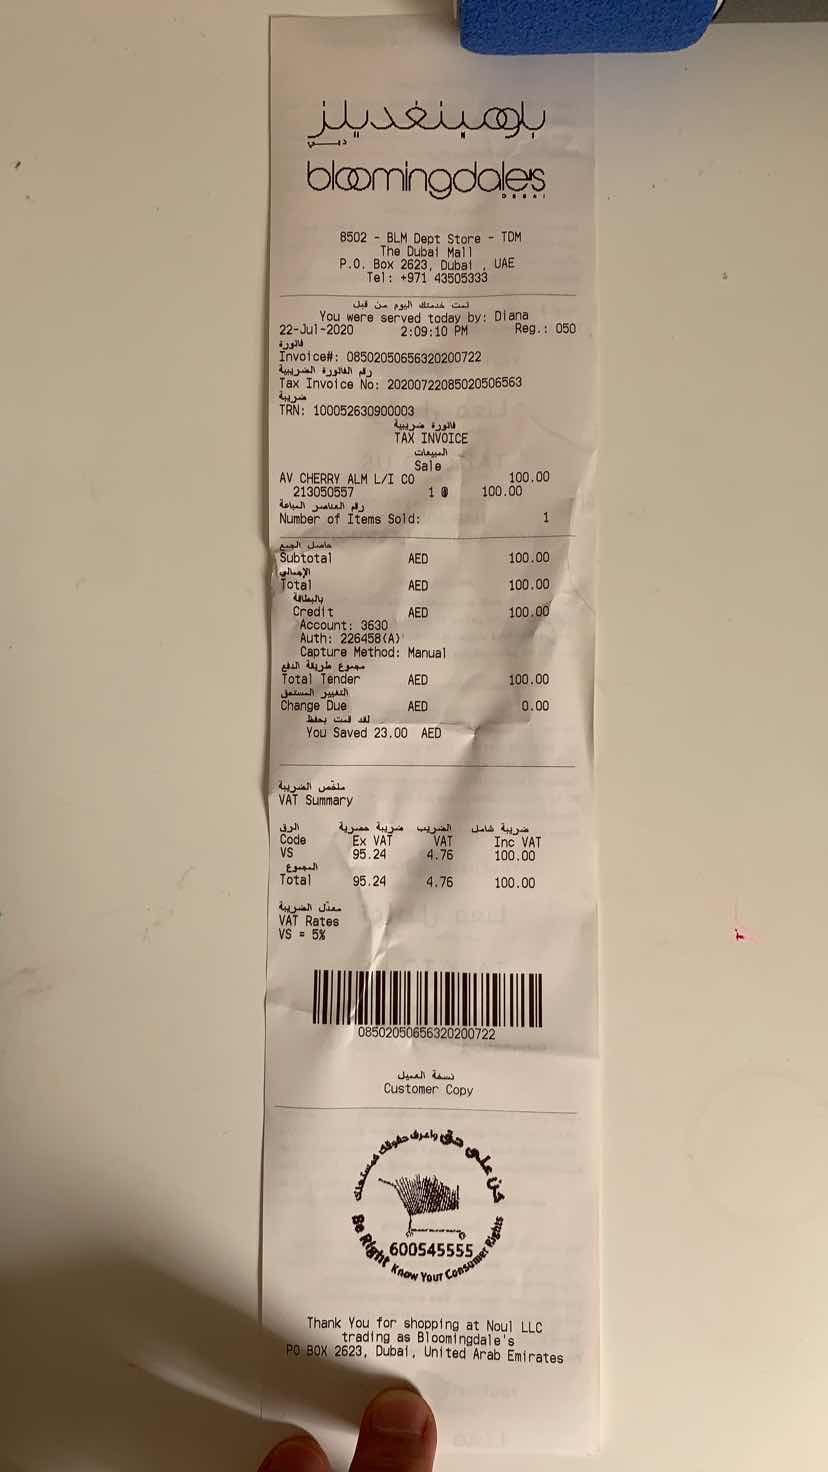 بلومينغديلز
دبي
bloomingdale's
DUBAI
8502 - BLM Dept Store - TDM
The Dubai Mall
P.O. Box 2623, Dubai , UAE
Tel: +971 43505333
تمت خدمتك اليوم من قبل
You were served today by: Diana
22-Jul-2020 2:09:10 PM Reg.: 050
فاتورة
Invoice#: 08502050656320200722
رقم الفاتورة الضريبية
Tax Invoice No: 20200722085020506563
ضريبة
TRN: 100052630900003
فاتورة ضريبية
TAX INVOICE
المبيعات
Sale
AV CHERRY ALM L/I CO 100.00
213050557 1 @ 100.00
رقم العناصر المباعة
Number of Items Sold: 1
حاصل الجمع
Subtotal AED 100.00
الإجمالي
Total AED 100.00
بالبطاقة
Credit AED 100.00
Account: 3630
Auth: 226458(A)
Capture Method: Manual
مجموع طريقة الدفع
Total Tender AED 100.00
التغيير المستحق
Change Due AED 0.00
لقد قمت بحفظ
You Saved 23.00 AED
ملخص الضريبة
VAT Summary
الرق ضريبة حصرية الضريب ضريبة شامل
Code Ex VAT VAT Inc VAT
VS 95.24 4.76 100.00
المجموع
Total 95.24 4.76 100.00
معدل الضريبة
VAT Rates
VS = 5%
08502050656320200722
نسخة العميل
Customer Copy
كن على حق واعرف حقوقك كمستهلك
600545555
Be Right Know Your Consumer Rights
Thank You for shopping at Noul LLC
trading as Bloomingdale's
PO BOX 2623, Dubai, United Arab Emirates